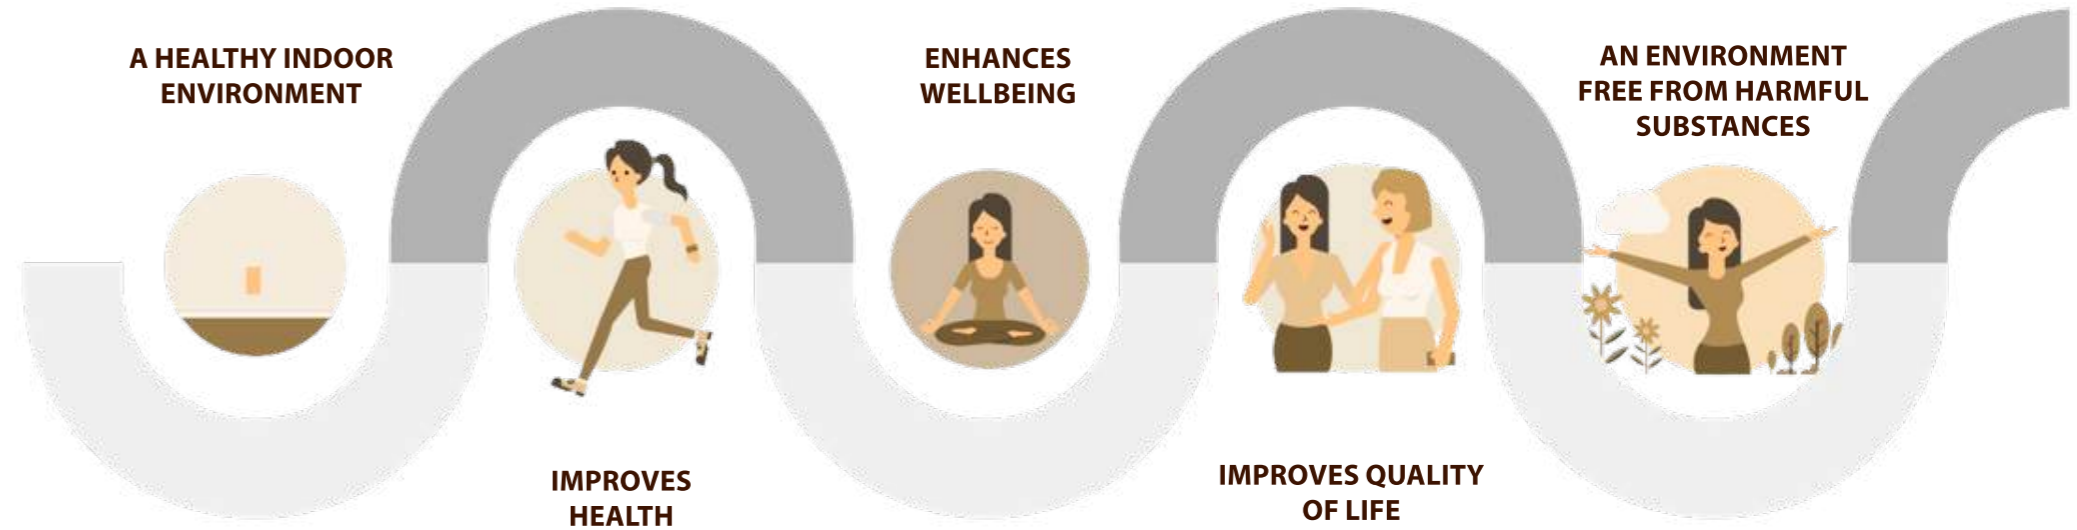 A HEALTHY INDOOR
ENVIRONMENT
IMPROVES
HEALTH
ENHANCES
WELLBEING
IMPROVES QUALITY
OF LIFE
AN ENVIRONMENT
FREE FROM HARMFUL
SUBSTANCES